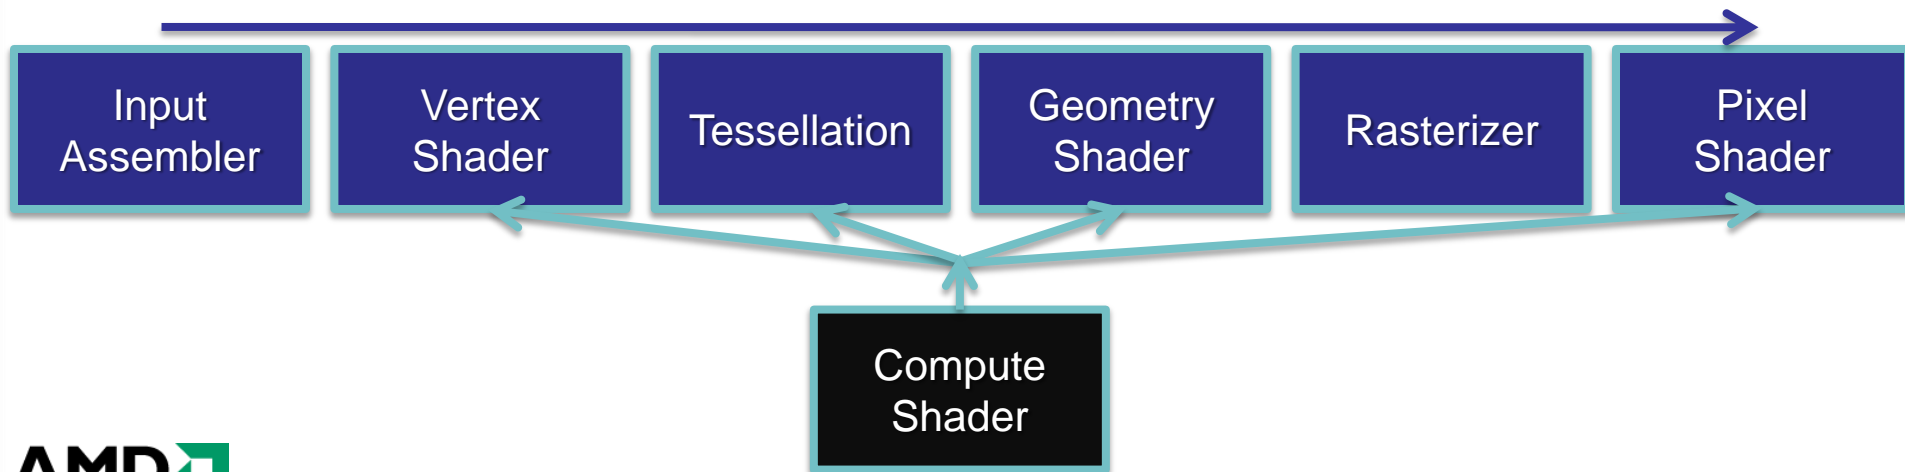 Input
Assembler
Vertex
Shader
Tessellation
Geometry
Shader
Rasterizer
Pixel
Shader
Compute
Shader
AMD